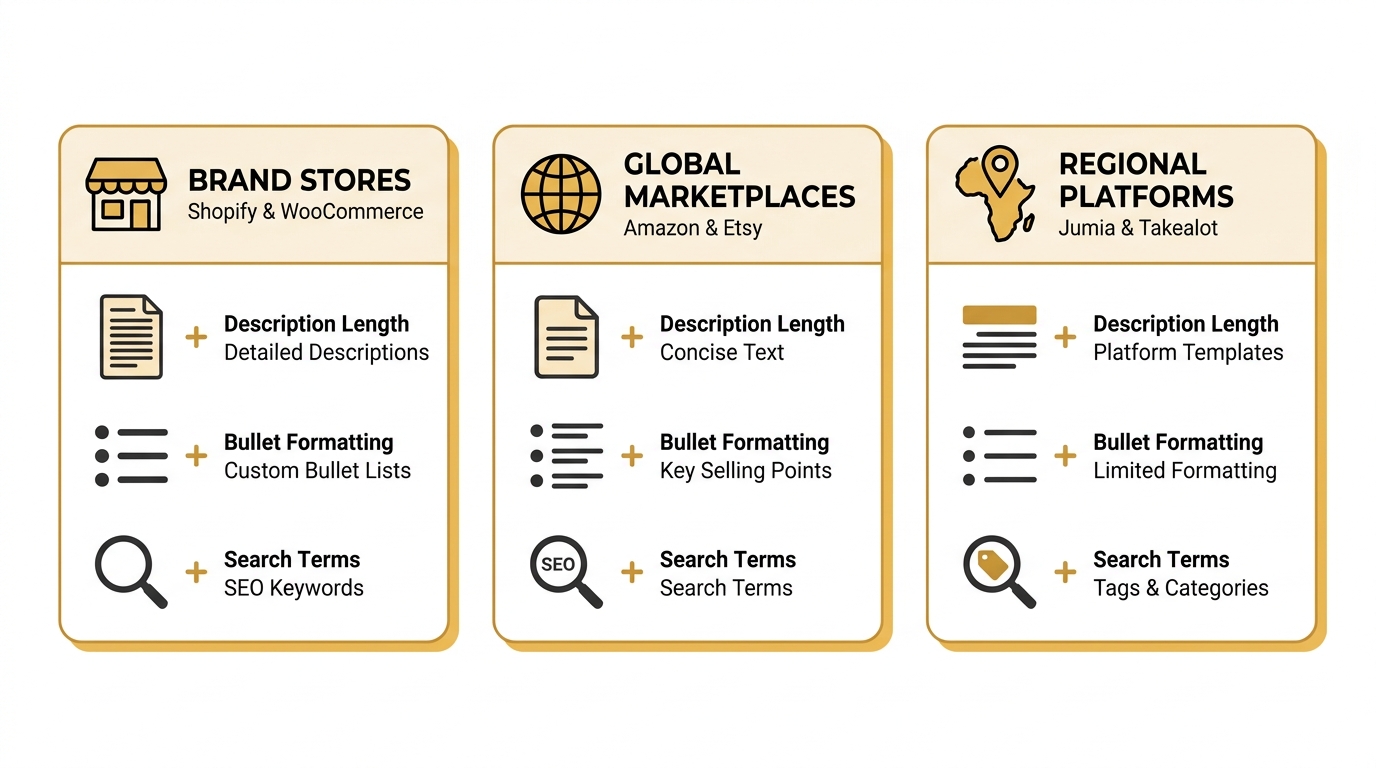 BRAND STORES
Shopify & WooCommerce
Description Length
Detailed Descriptions
Bullet Formatting
Custom Bullet Lists
Search Terms
SEO Keywords
GLOBAL
MARKETPLACES
Amazon & Etsy
Description Length
Concise Text
Bullet Formatting
Key Selling Points
SEO
Search Terms
Search Terms
REGIONAL
PLATFORMS
Jumia & Takealot
Description Length
Platform Templates
Bullet Formatting
Limited Formatting
Search Terms
Tags & Categories